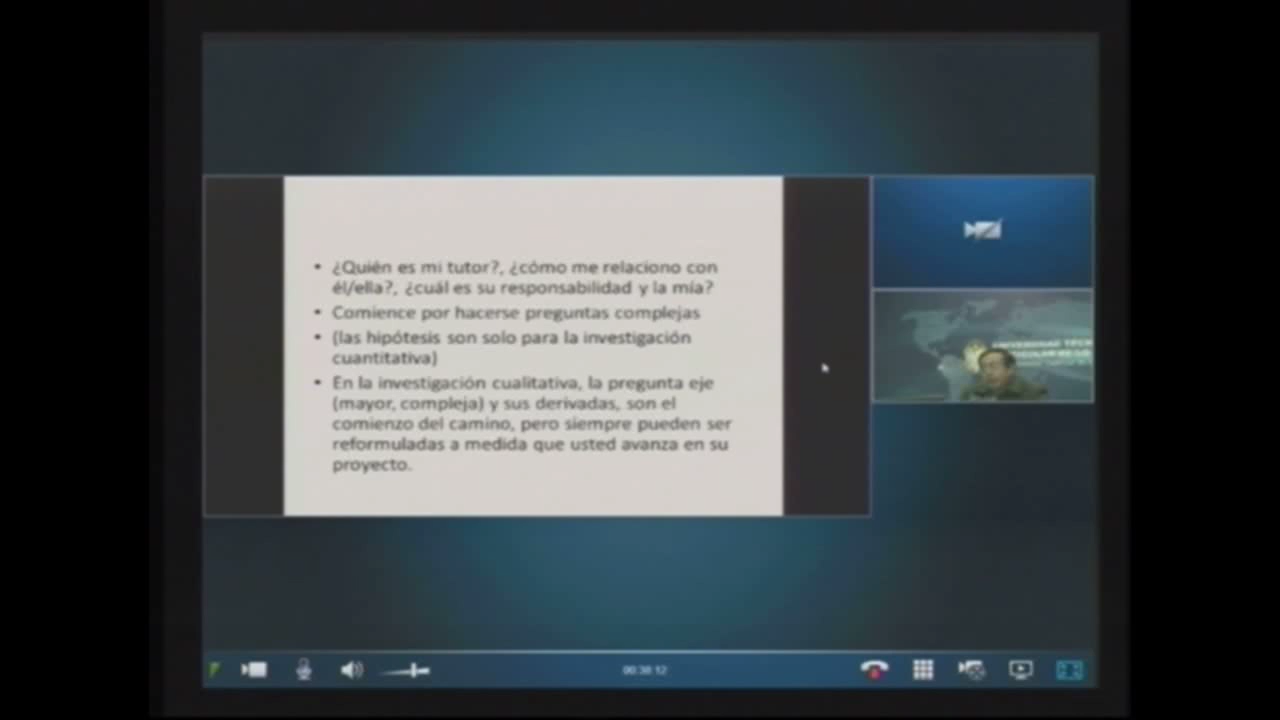 • ¿Quién es mi tutor?, ¿cómo me relaciono con
él/ella?, ¿cuál es su responsabilidad y la mía?
• Comience por hacerse preguntas complejas
• (las hipótesis son solo para la investigación
cuantitativa)
• En la investigación cualitativa, la pregunta eje
(mayor, compleja) y sus derivadas, son el
comienzo del camino, pero siempre pueden ser
reformuladas a medida que usted avanza en su
proyecto.
00:38:12